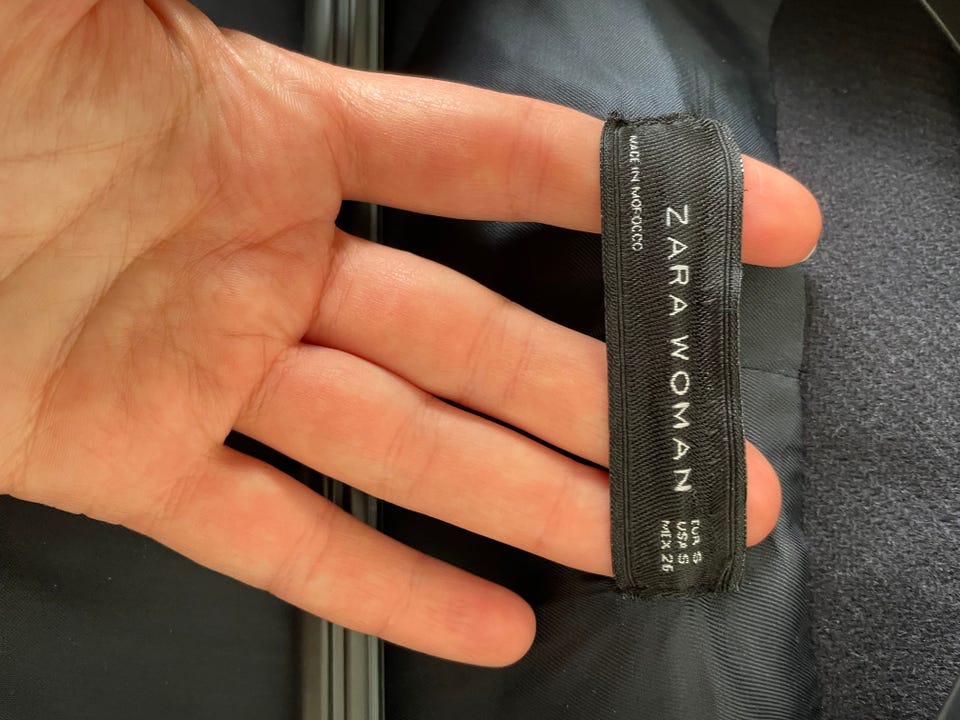 ZARA WOMAN
EUR S
USA S
MEX 26
MADE IN MOROCCO